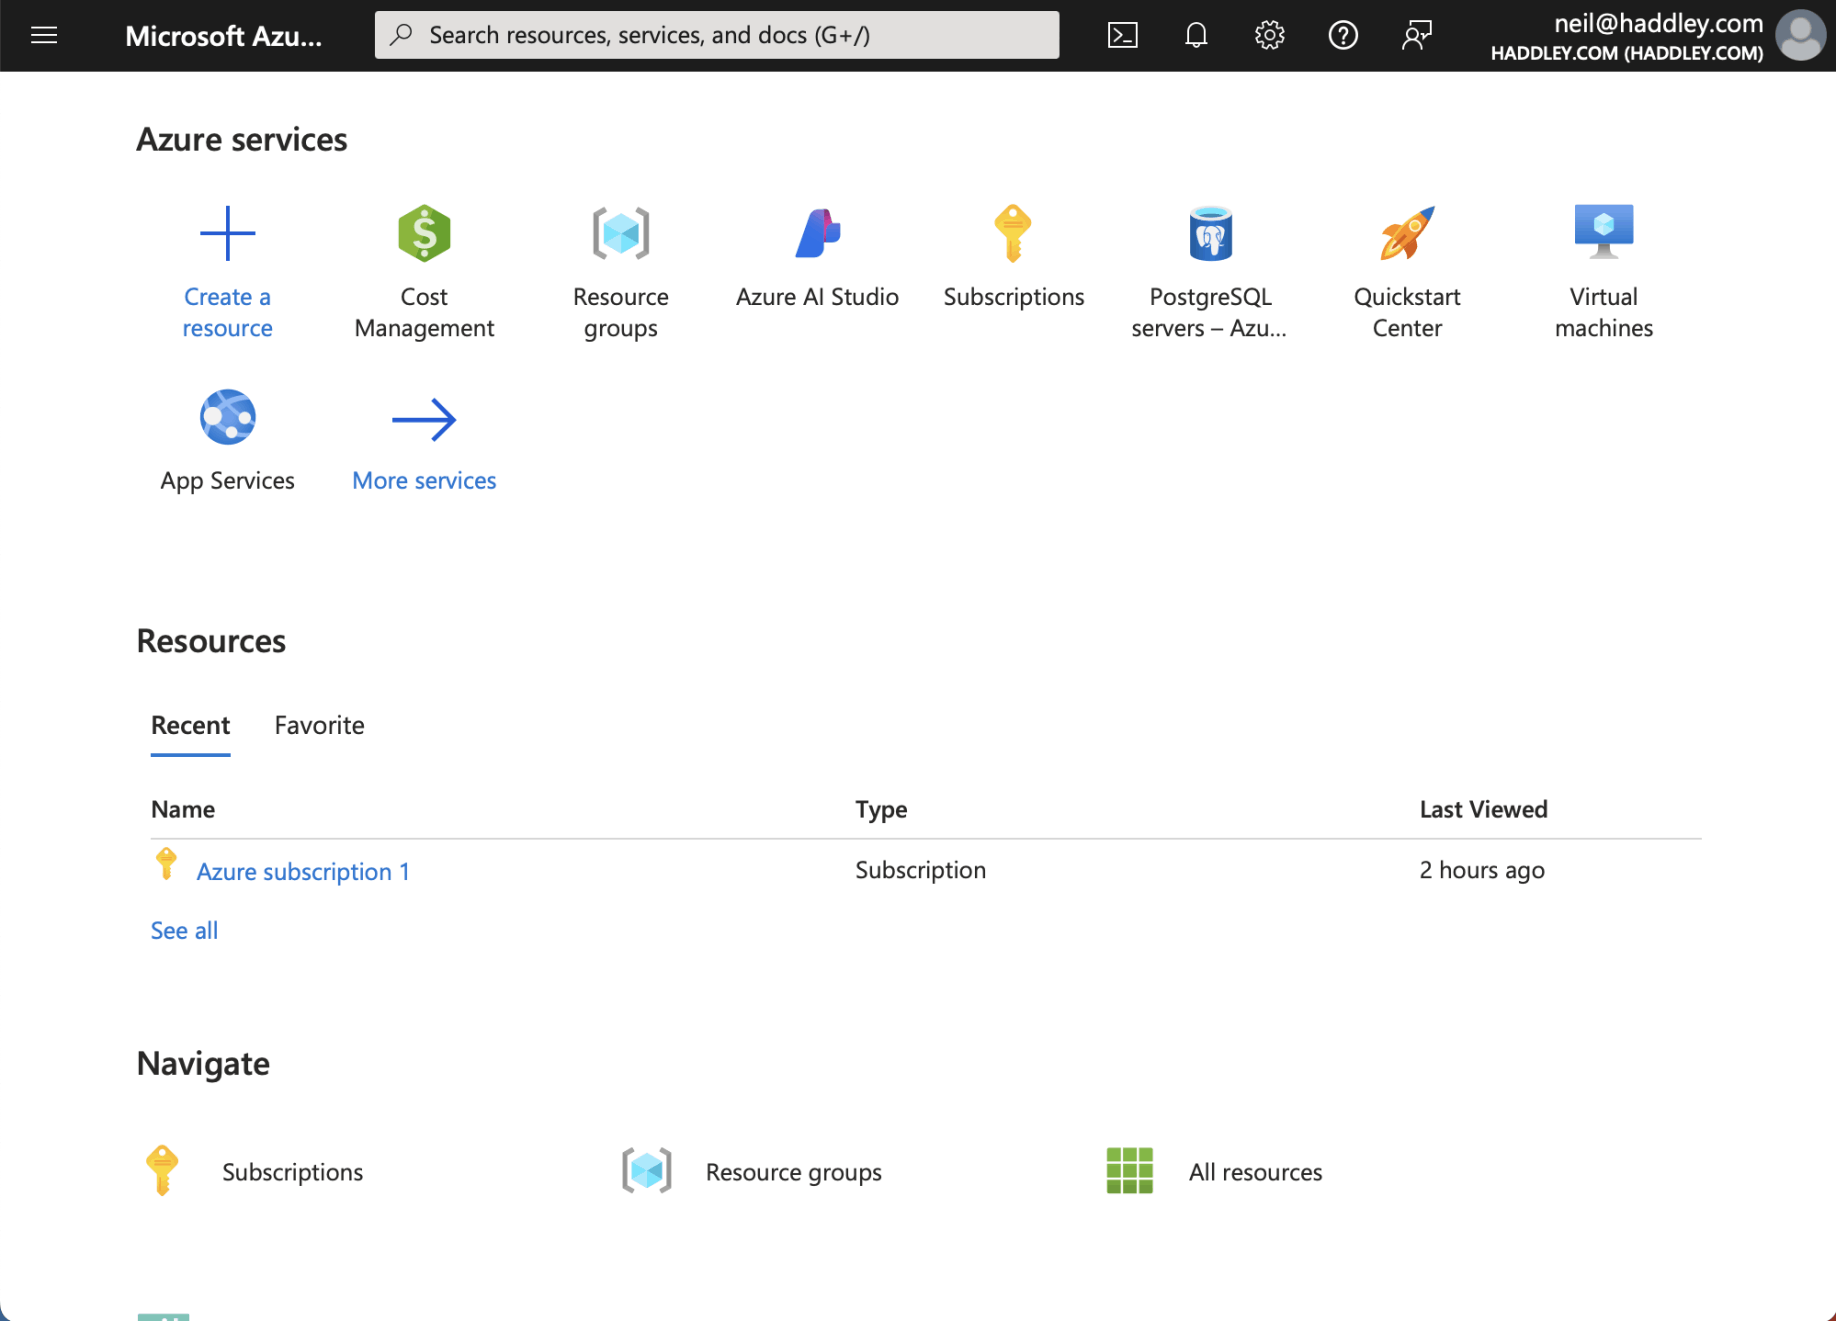 Microsoft Azu...
Search resources, services, and docs (G+/)
neil@haddley.com
HADDLEY.COM (HADDLEY.COM)
Azure services
Create a
resource
Cost
Management
Resource
groups
Azure AI Studio
Subscriptions
PostgreSQL
servers – Azu...
Quickstart
Center
Virtual
machines
App Services
More services
Resources
Recent
Favorite
Name
Type
Last Viewed
Azure subscription 1
Subscription
2 hours ago
See all
Navigate
Subscriptions
Resource groups
All resources